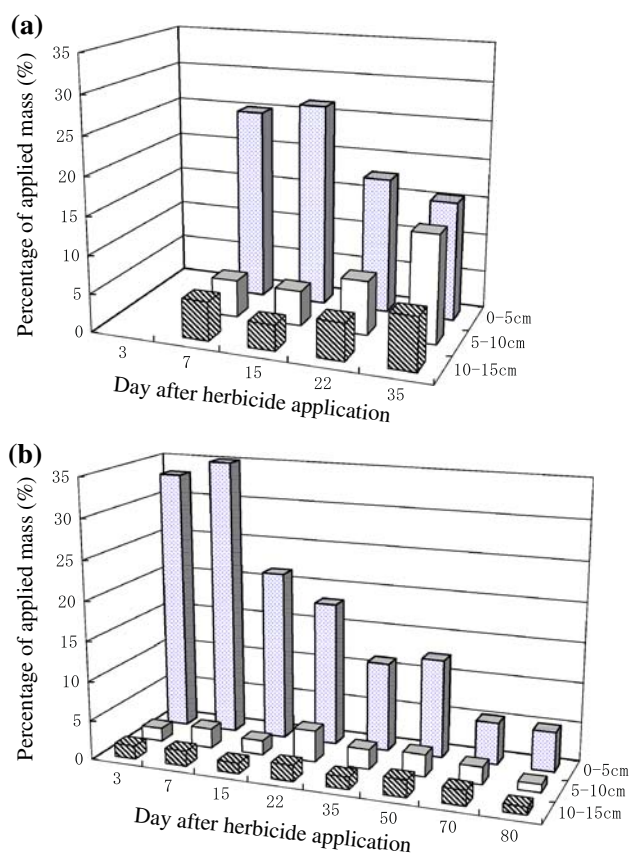 (a)
Percentage of applied mass (%)
35
30
25
20
15
10
5
0
3
7
15
22
35
0-5cm
5-10cm
10-15cm
Day after herbicide application
(b)
Percentage of applied mass (%)
35
30
25
20
15
10
5
0
3
7
15
22
35
50
70
80
0-5cm
5-10cm
10-15cm
Day after herbicide application